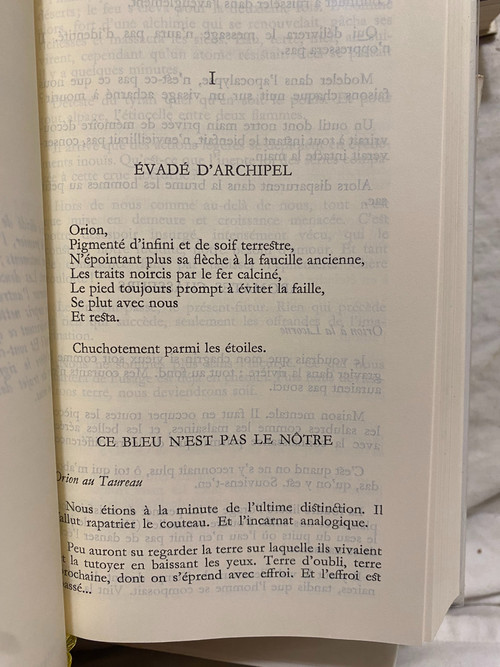 I
ÉVADÉ D'ARCHIPEL
Orion,
Pigmenté d'infini et de soif terrestre,
N'épointant plus sa flèche à la faucille ancienne,
Les traits noircis par le fer calciné,
Le pied toujours prompt à éviter la faille,
Se plut avec nous
Et resta.
Chuchotement parmi les étoiles.
CE BLEU N'EST PAS LE NÔTRE
Orion au Taureau
Nous étions à la minute de l'ultime distinction. Il
fallut rapatrier le couteau. Et l'incarnat analogique.
Peu auront su regarder la terre sur laquelle ils vivaient
la tutoyer en baissant les yeux. Terre d'oubli, terre
prochaine, dont on s'éprend avec effroi. Et l'effroi est
passé...